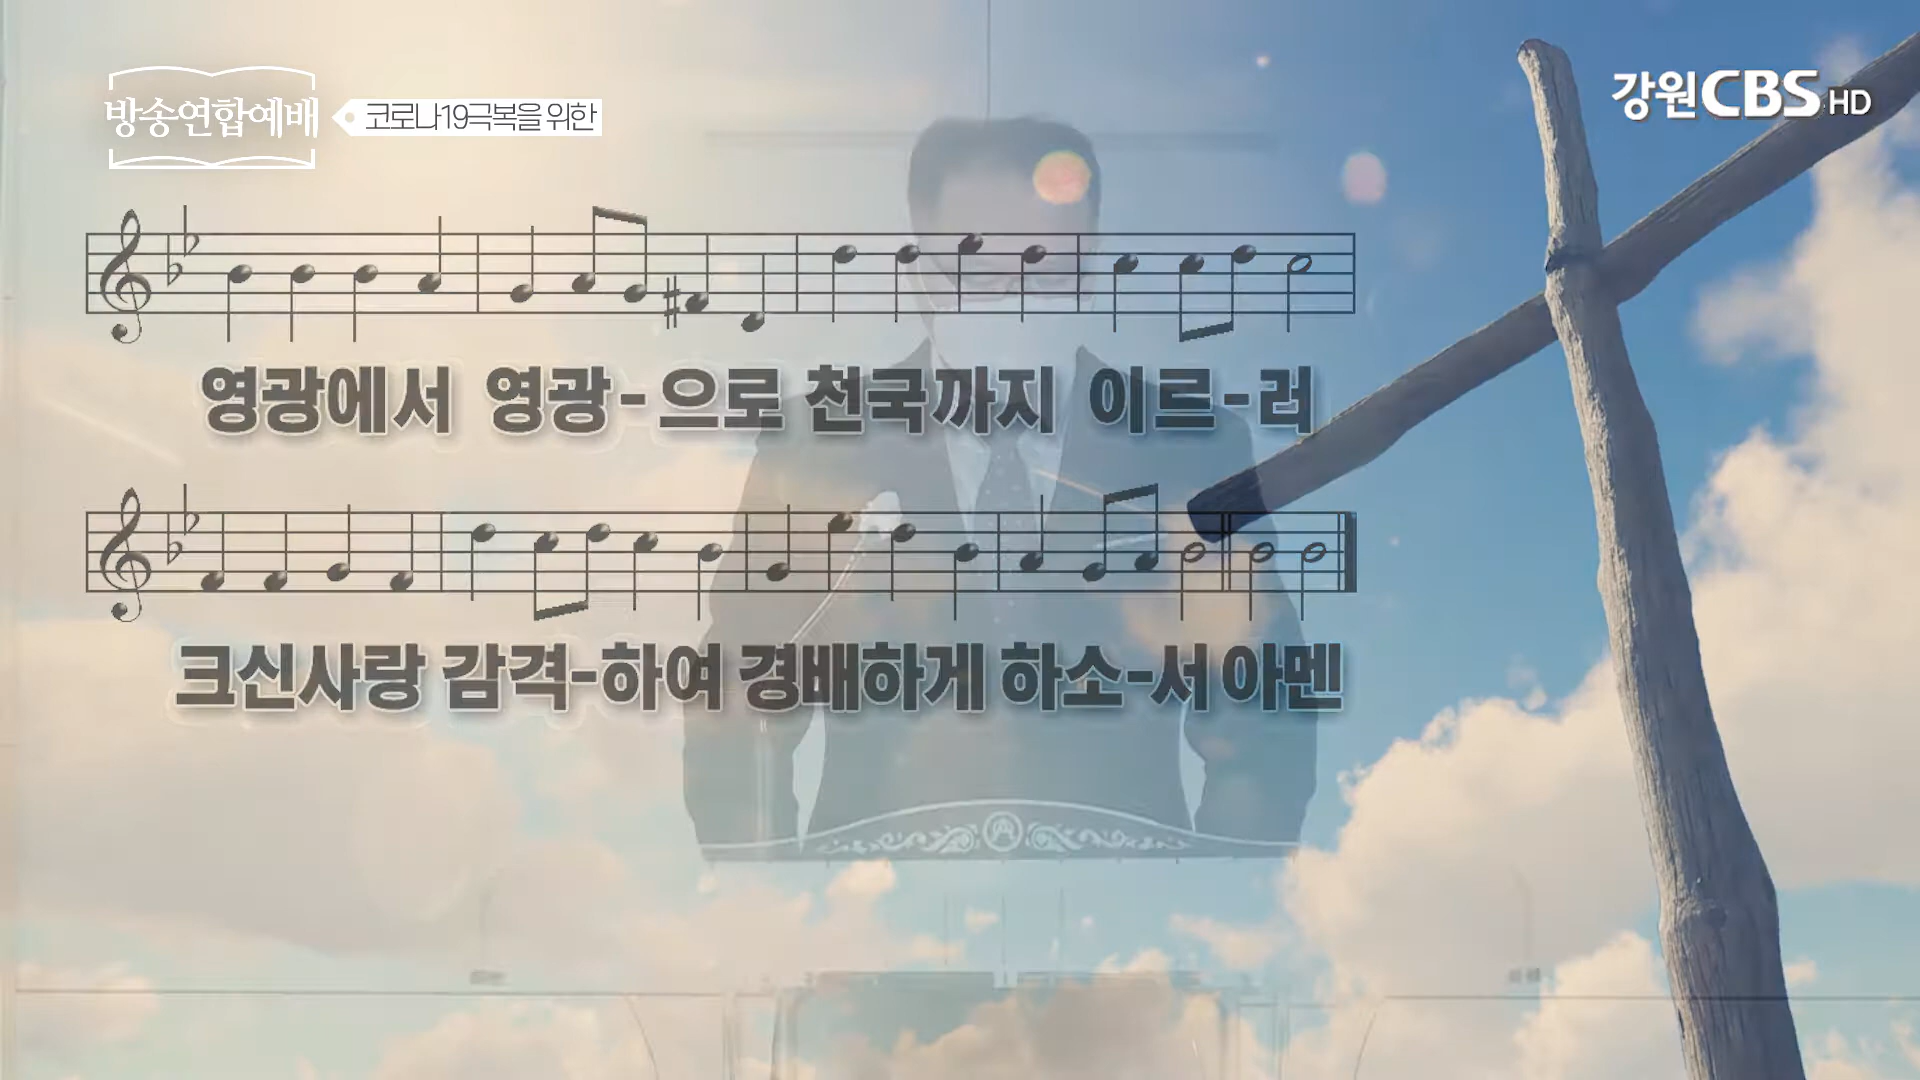 방송연합예배
코로나19극복을 위한
강원CBS HD
영광에서 영광-으로 천국까지 이르-러
크신사랑 감격-하여 경배하게 하소-서 아멘